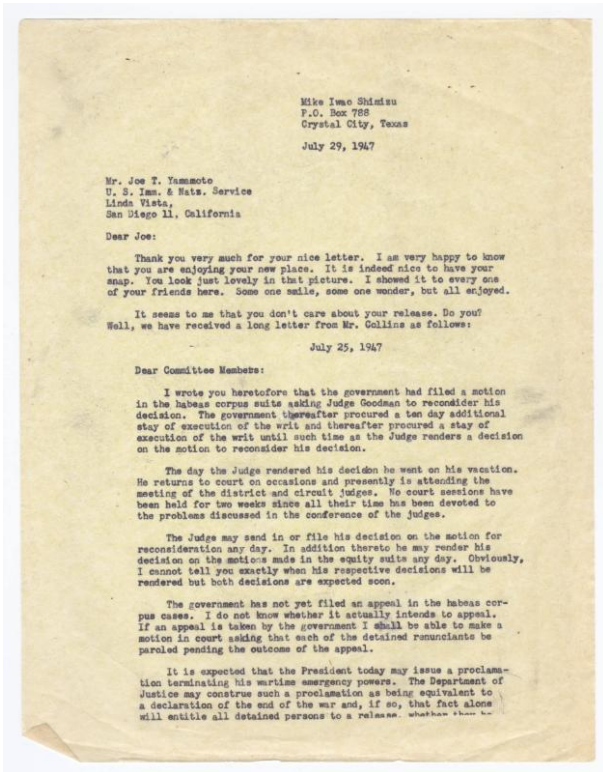 Mike Iwao Shimizu
P.O. Box 788
Crystal City, Texas
July 29, 1947
Mr. Joe T. Yamamoto
U. S. Imm. & Natz. Service
Linda Vista,
San Diego 11, California
Dear Joe:
Thank you very much for your nice letter. I am very happy to know
that you are enjoying your new place. It is indeed nice to have your
snap. You look just lovely in that picture. I showed it to every one
of your friends here. Some one smile, some one wonder, but all enjoyed.
It seems to me that you don't care about your release. Do you?
Well, we have received a long letter from Mr. Collins as follows:
July 25, 1947
Dear Committee Members:
I wrote you heretofore that the government had filed a motion
in the habeas corpus suits asking Judge Goodman to reconsider his
decision. The government thereafter procured a ten day additional
stay of execution of the writ and thereafter procured a stay of
execution of the writ until such time as the Judge renders a decision
on the motion to reconsider his decision.
The day the Judge rendered his decision he went on his vacation.
He returns to court on occasions and presently is attending the
meeting of the district and circuit judges. No court sessions have
been held for two weeks since all their time has been devoted to
the problems discussed in the conference of the judges.
The Judge may send in or file his decision on the motion for
reconsideration any day. In addition thereto he may render his
decision on the motions made in the equity suits any day. Obviously,
I cannot tell you exactly when his respective decisions will be
rendered but both decisions are expected soon.
The government has not yet filed an appeal in the habeas cor-
pus cases. I do not know whether it actually intends to appeal.
If an appeal is taken by the government I shall be able to make a
motion in court asking that each of the detained renunciants be
paroled pending the outcome of the appeal.
It is expected that the President today may issue a proclama-
tion terminating his wartime emergency powers. The Department of
Justice may construe such a proclamation as being equivalent to
a declaration of the end of the war and, if so, that fact alone
will entitle all detained persons to a release, whether they be